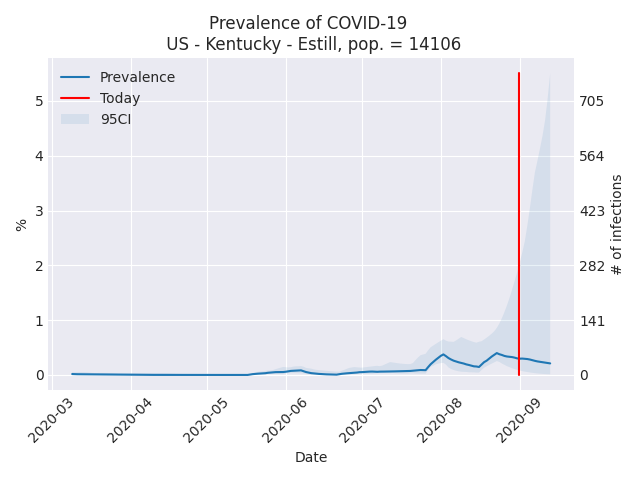 Prevalence of COVID-19
US - Kentucky - Estill, pop. = 14106
Prevalence
Today
95CI
5
4
3
2
1
0
%
705
564
423
282
141
0
# of infections
2020-03
2020-04
2020-05
2020-06
2020-07
2020-08
2020-09
Date